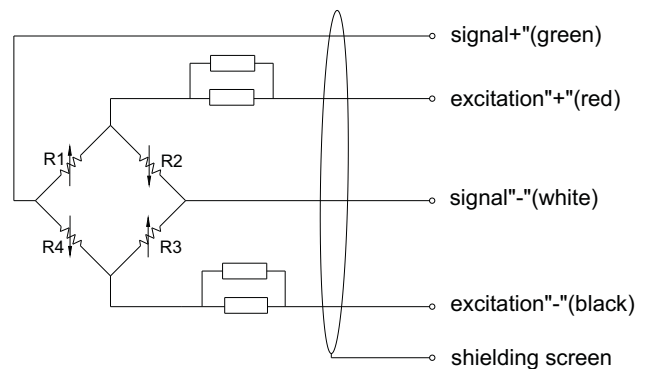 signal+"(green)
excitation"+"(red)
R1
R2
signal"-"(white)
R4
R3
excitation"-"(black)
shielding screen